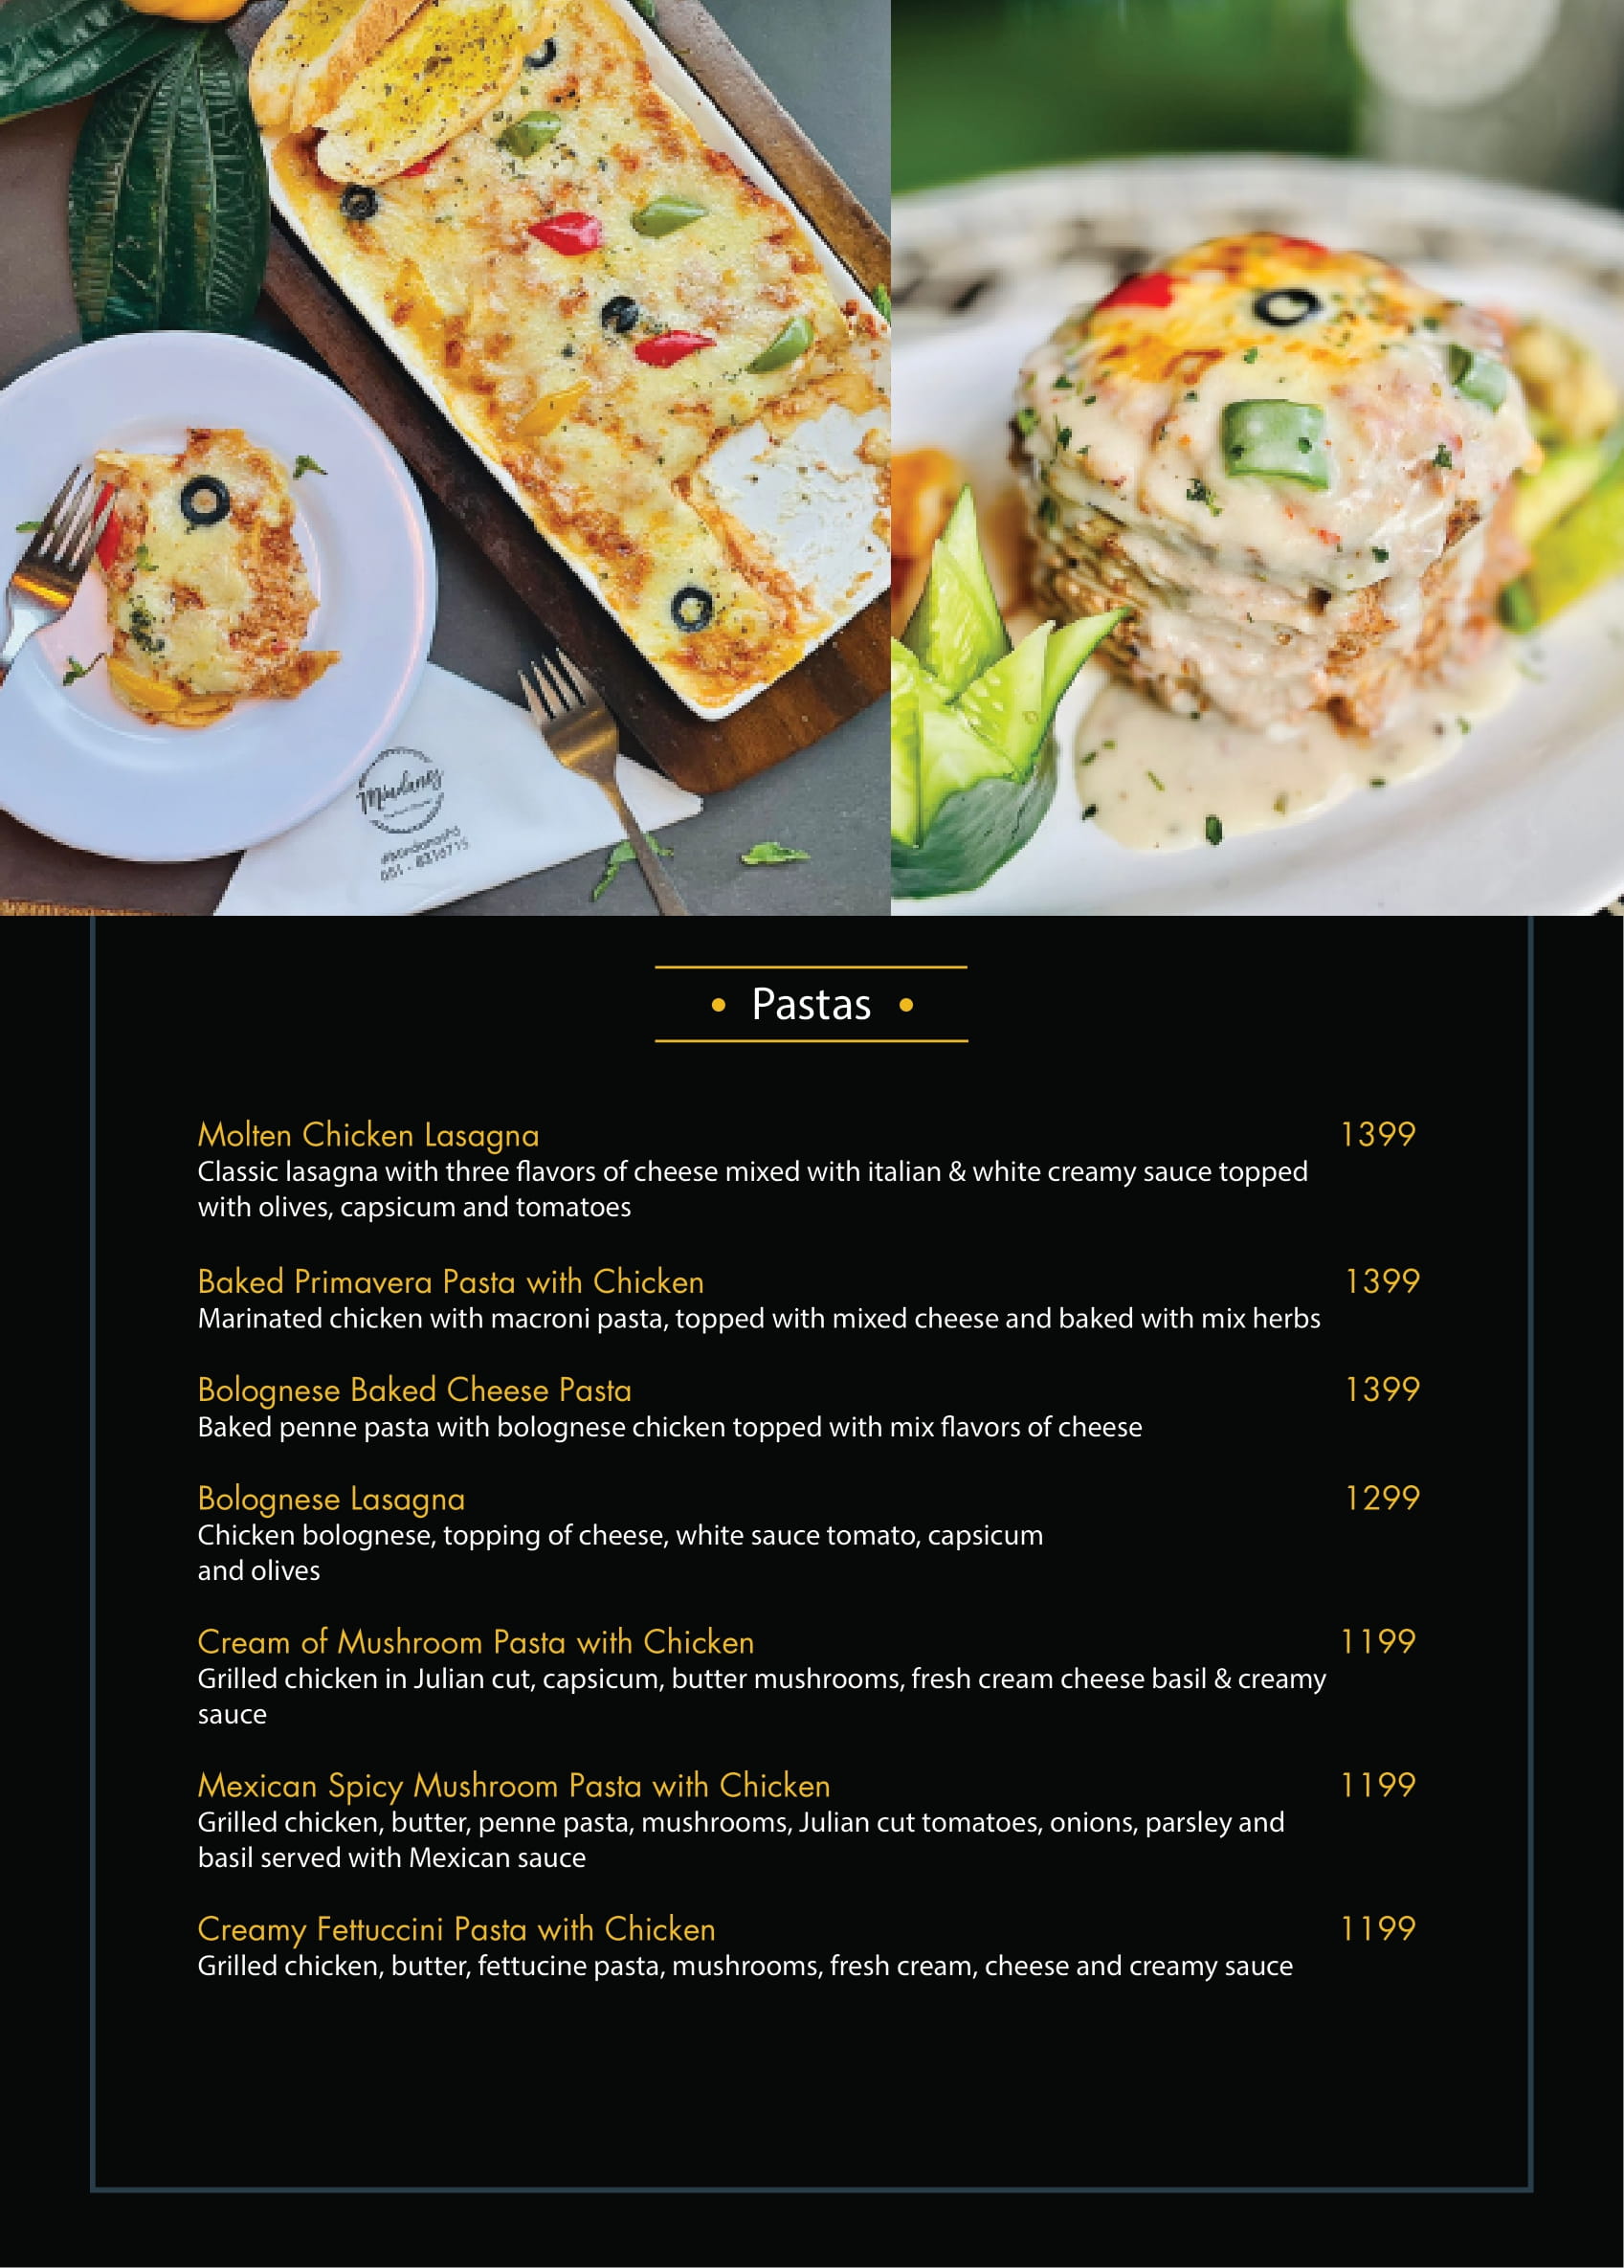 Mindanao
051 - 8316715
Pastas
Molten Chicken Lasagna 1399
Classic lasagna with three flavors of cheese mixed with italian & white creamy sauce topped
with olives, capsicum and tomatoes
Baked Primavera Pasta with Chicken 1399
Marinated chicken with macroni pasta, topped with mixed cheese and baked with mix herbs
Bolognese Baked Cheese Pasta 1399
Baked penne pasta with bolognese chicken topped with mix flavors of cheese
Bolognese Lasagna 1299
Chicken bolognese, topping of cheese, white sauce tomato, capsicum
and olives
Cream of Mushroom Pasta with Chicken 1199
Grilled chicken in Julian cut, capsicum, butter mushrooms, fresh cream cheese basil & creamy
sauce
Mexican Spicy Mushroom Pasta with Chicken 1199
Grilled chicken, butter, penne pasta, mushrooms, Julian cut tomatoes, onions, parsley and
basil served with Mexican sauce
Creamy Fettuccini Pasta with Chicken 1199
Grilled chicken, butter, fettucine pasta, mushrooms, fresh cream, cheese and creamy sauce